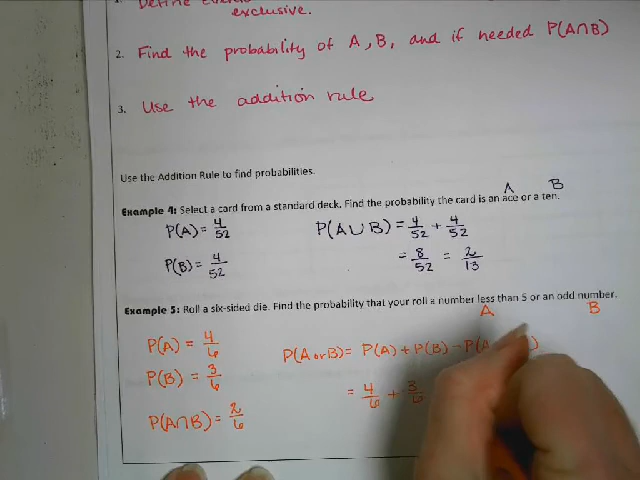 1. Define events
exclusive.
2. Find the probability of A, B, and if needed P(A∩B)
3. Use the addition rule
Use the Addition Rule to find probabilities.
A B
Example 4: Select a card from a standard deck. Find the probability the card is an ace or a ten.
P(A) = 4/52 P(A∪B) = 4/52 + 4/52
P(B) = 4/52 = 8/52 = 2/13
Example 5: Roll a six-sided die. Find the probability that your roll a number less than 5 or an odd number.
A B
P(A) = 4/6 P(A or B) = P(A) + P(B) - P(A )
P(B) = 3/6 = 4/6 + 3/6
P(A∩B) = 2/6